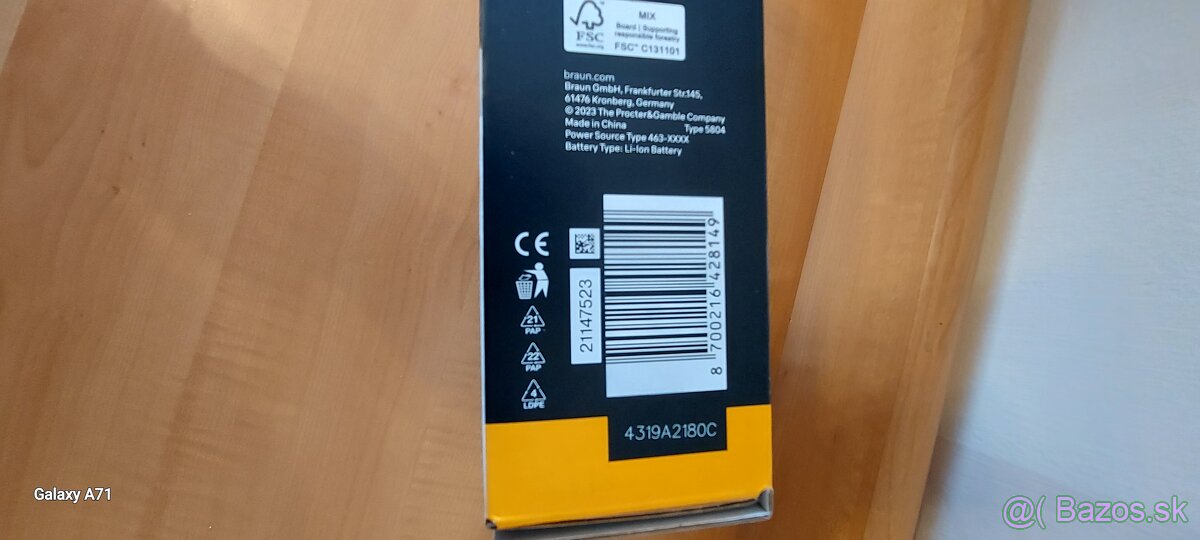 MIX
Board | Supporting
responsible forestry
FSC™ C131101
FSC
www.fsc.org
braun.com
Braun GmbH, Frankfurter Str.145,
61476 Kronberg, Germany
© 2023 The Procter&Gamble Company
Made in China Type 5804
Power Source Type 463-XXXX
Battery Type: Li-Ion Battery
CE
21
PAP
22
PAP
4
LDPE
21147523
8 700216 428149
4319A2180C
Galaxy A71
@( Bazos.sk